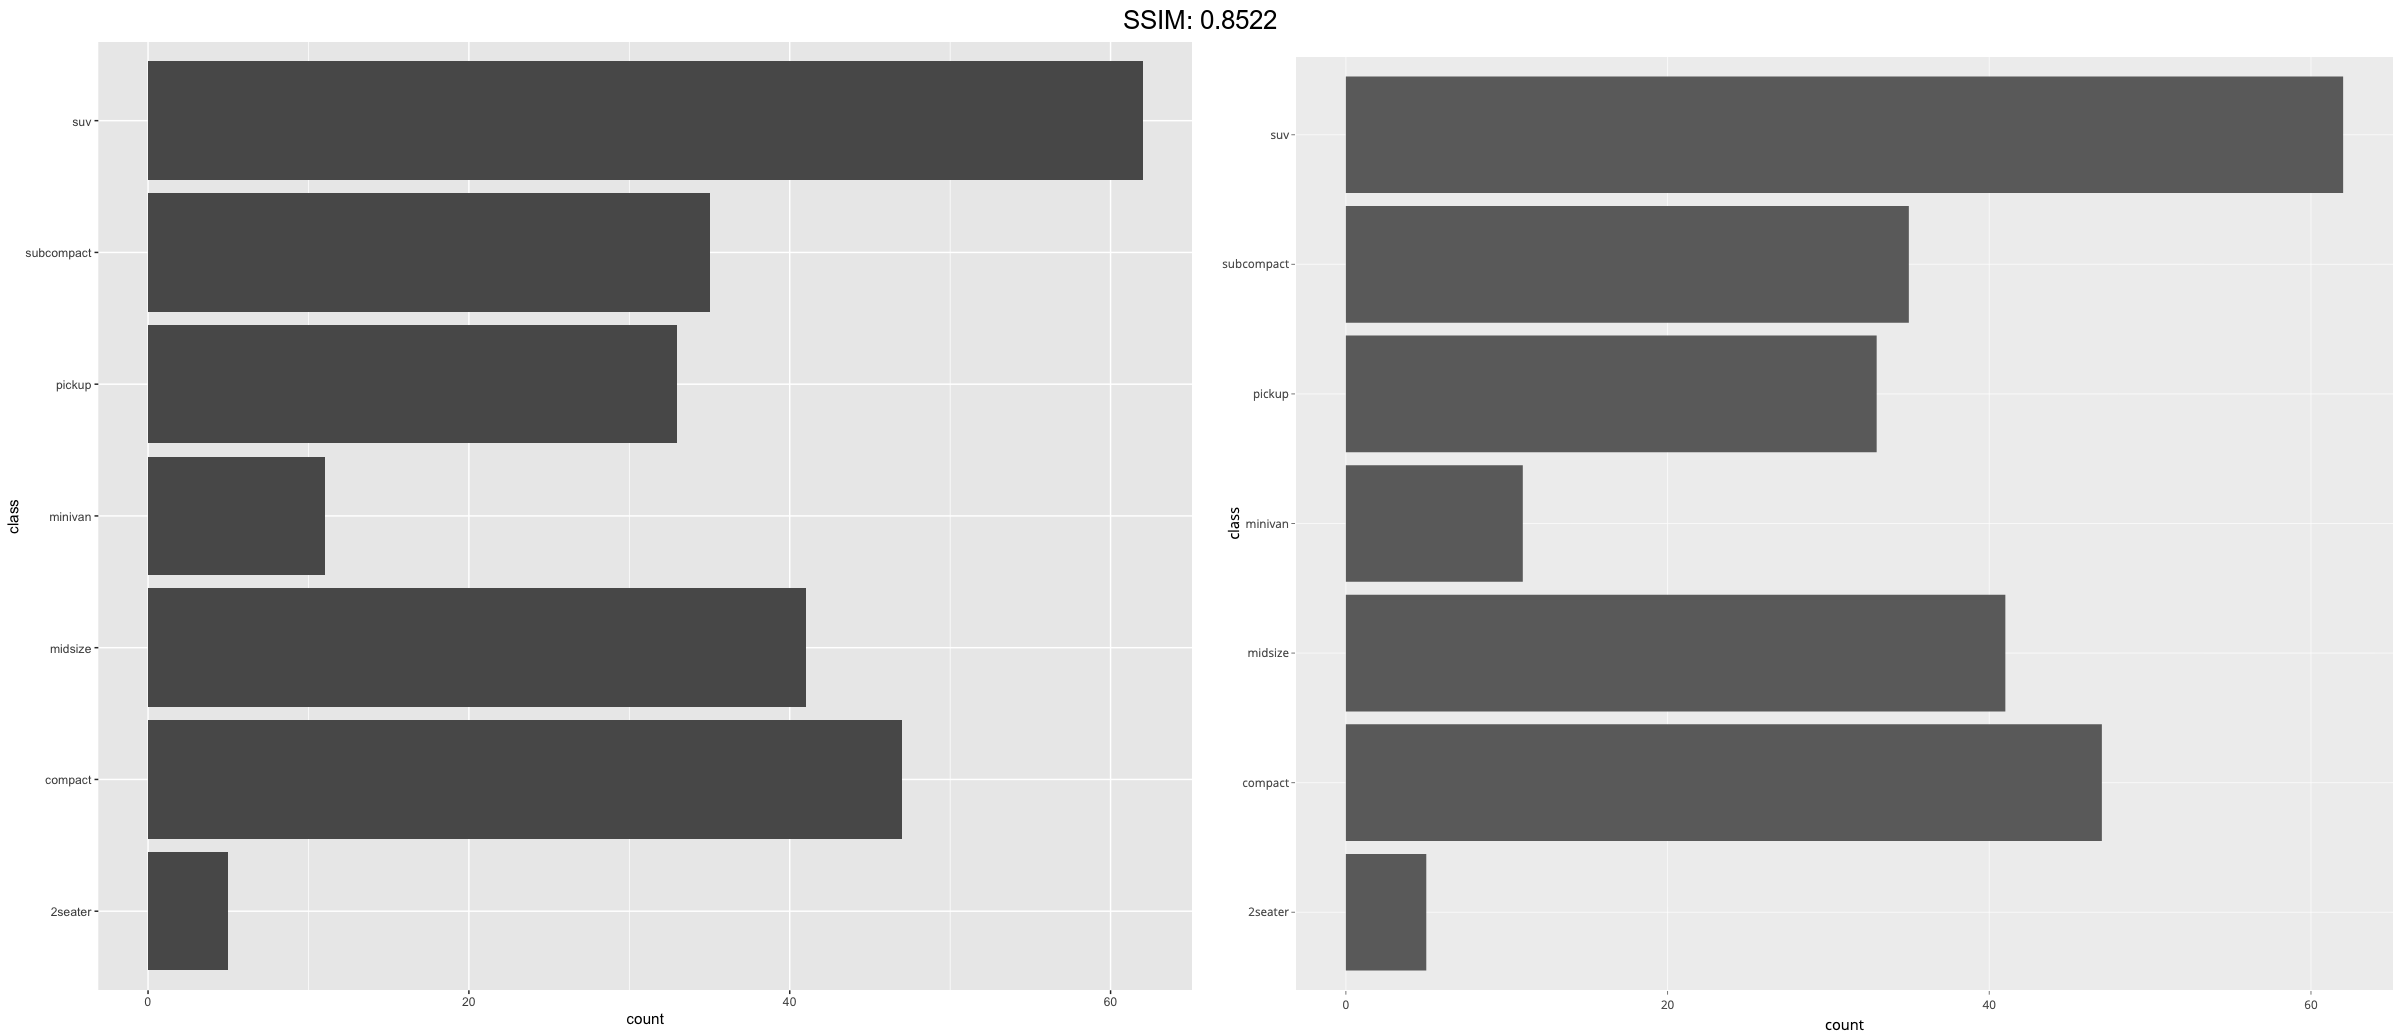 SSIM: 0.8522
class
suv
subcompact
pickup
minivan
midsize
compact
2seater
0 20 40 60
count
class
suv
subcompact
pickup
minivan
midsize
compact
2seater
0 20 40 60
count